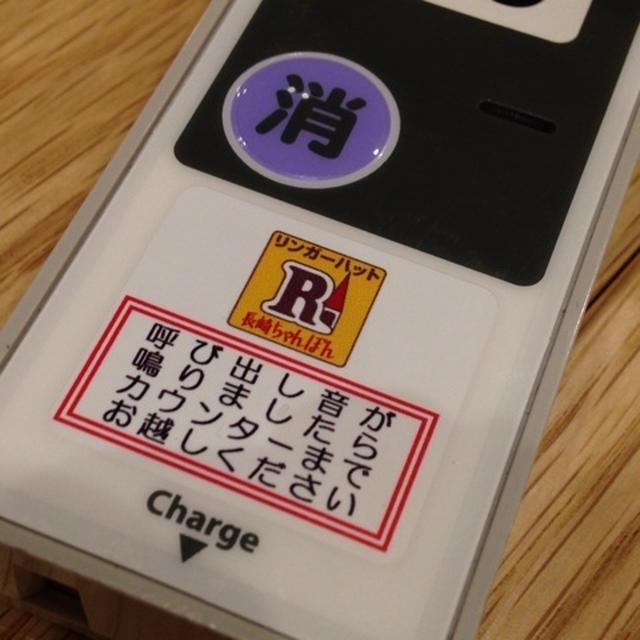 消
リンガーハット
R
長崎ちゃんぽん
呼び出し音が
鳴りましたら
カウンターまで
お越しください
Charge